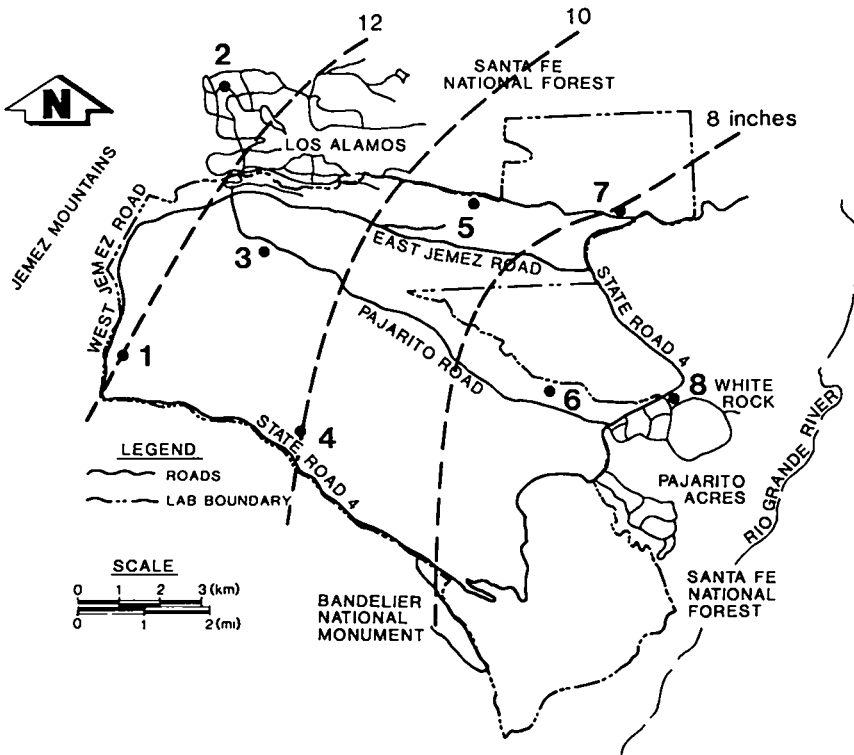 12
10
2
SANTA FE
NATIONAL FOREST
N
8 inches
LOS ALAMOS
JEMEZ MOUNTAINS
WEST JEMEZ ROAD
7
5
3
EAST JEMEZ ROAD
STATE ROAD 4
1
PAJARITO ROAD
6
8
WHITE
ROCK
4
STATE ROAD 4
LEGEND
ROADS
LAB BOUNDARY
PAJARITO
ACRES
RIO GRANDE RIVER
SCALE
0 1 2 3 (km)
0 1 2 (mi)
BANDELIER
NATIONAL
MONUMENT
SANTA FE
NATIONAL
FOREST